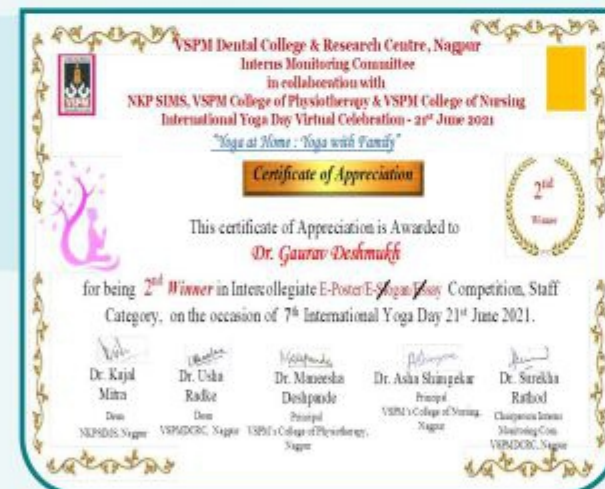 VSPM
VSPM Dental College & Research Centre, Nagpur
Interns Monitoring Committee
in collaboration with
NKP SIMS, VSPM College of Physiotherapy & VSPM College of Nursing
International Yoga Day Virtual Celebration - 21st June 2021
"Yoga at Home : Yoga with Family"
Certificate of Appreciation
2nd
Winner
This certificate of Appreciation is Awarded to
Dr. Gaurav Deshmukh
for being 2nd Winner in Intercollegiate E-Poster/E-Slogan/Essay Competition, Staff
Category, on the occasion of 7th International Yoga Day 21st June 2021.
Dr. Kajal
Mitra
Dean
NKPSIMS, Nagpur
Dr. Usha
Radke
Dean
VSPMDCRC, Nagpur
Dr. Maneesha
Deshpande
Principal
VSPM's College of Physiotherapy,
Nagpur
Dr. Asha Shingekar
Principal
VSPM's College of Nursing,
Nagpur
Dr. Surekha
Rathod
Chairperson Interns
Monitoring Com
VSPMDCRC, Nagpur